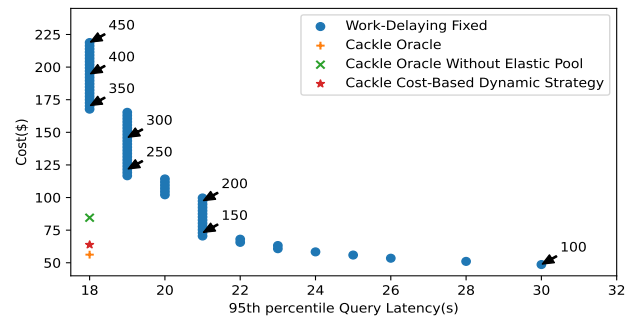 Cost($)
225
200
175
150
125
100
75
50
450
400
350
300
250
200
150
100
Work-Delaying Fixed
Cackle Oracle
Cackle Oracle Without Elastic Pool
Cackle Cost-Based Dynamic Strategy
18 20 22 24 26 28 30 32
95th percentile Query Latency(s)